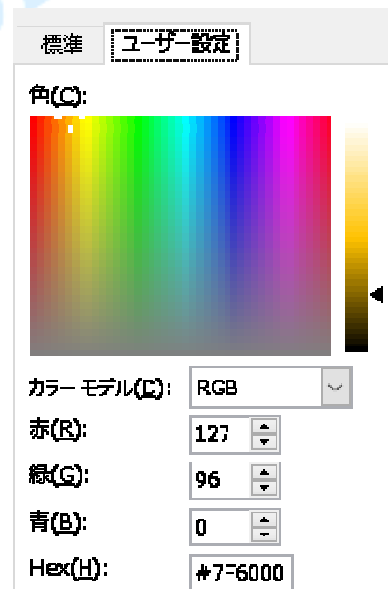 標準 ユーザー設定
色(C):
カラー モデル(D): RGB
赤(R): 127
緑(G): 96
青(B): 0
Hex(H): #7F6000